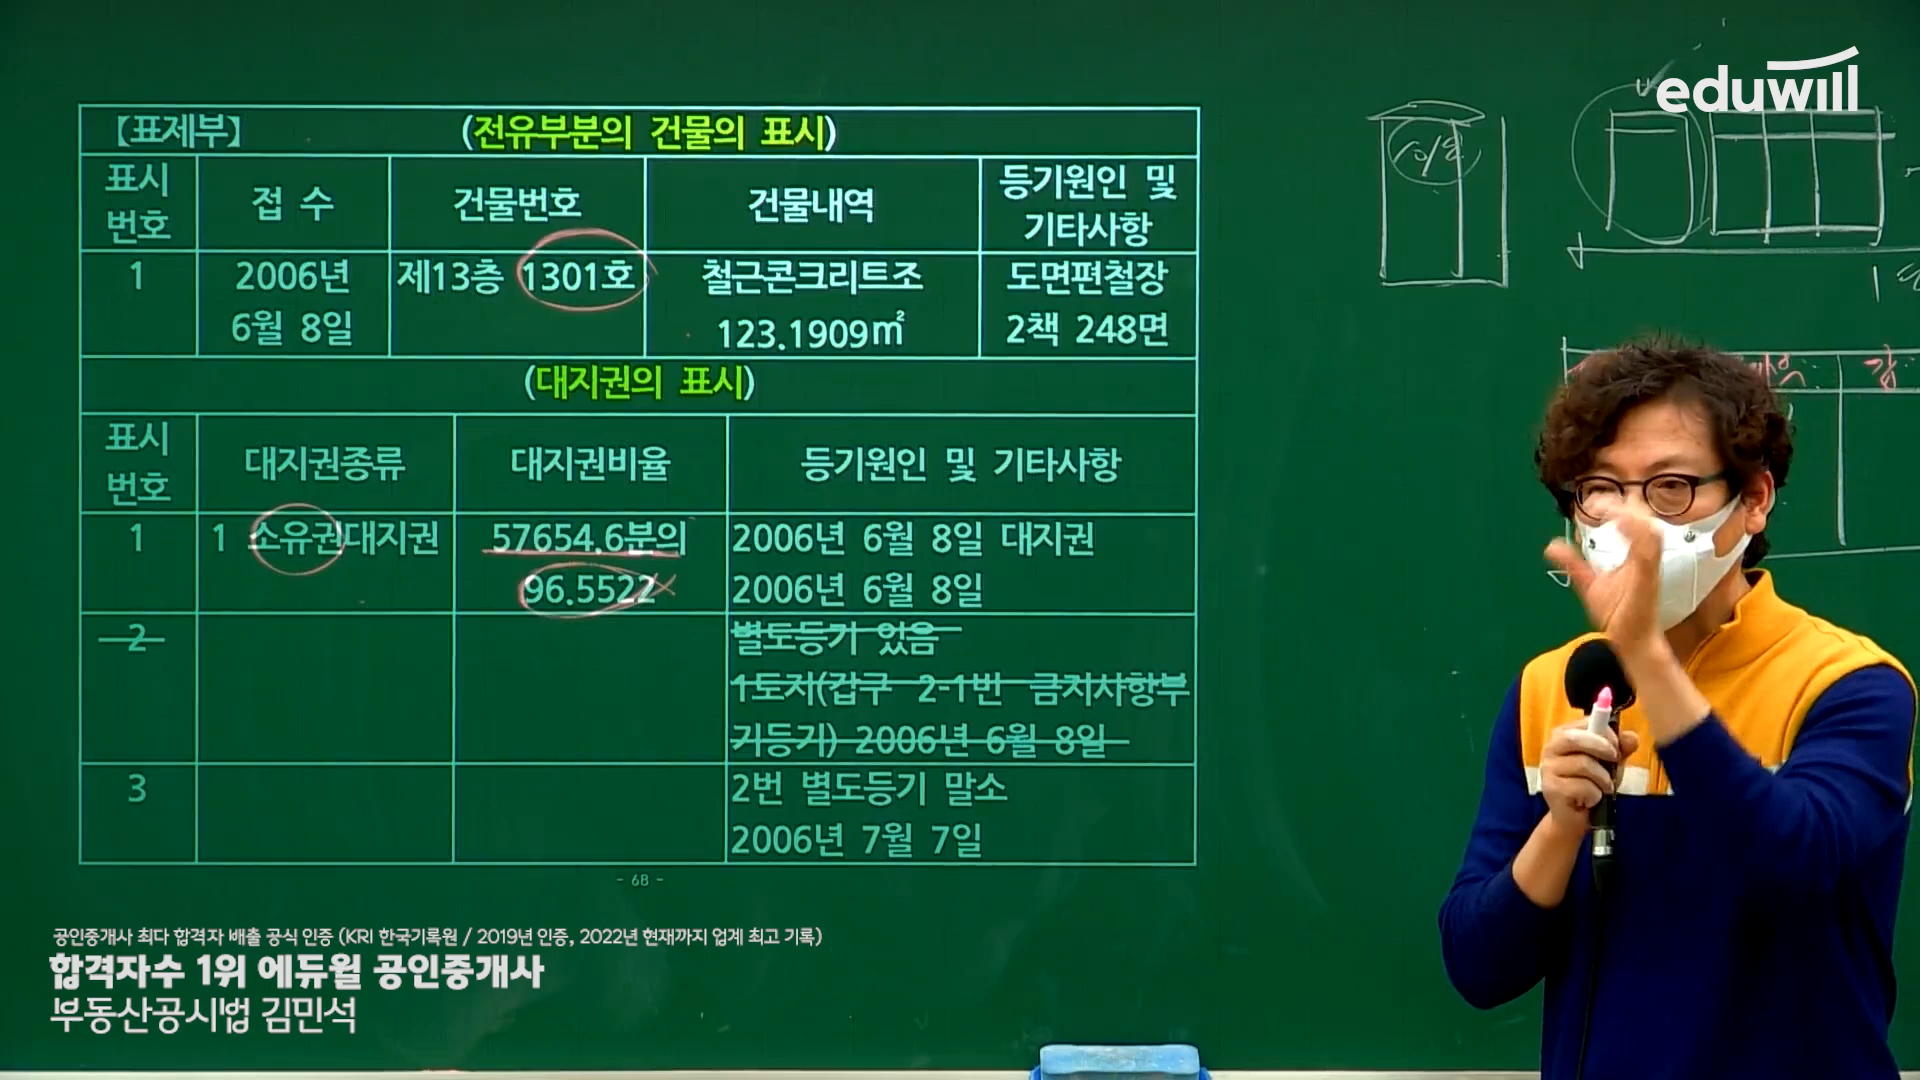 eduwill
【표제부】 (전유부분의 건물의 표시)
표시 번호 접 수 건물번호 건물내역 등기원인 및 기타사항
1 2006년 6월 8일 제13층 1301호 철근콘크리트조 123.1909㎡ 도면편철장 2책 248면
(대지권의 표시)
표시 번호 대지권종류 대지권비율 등기원인 및 기타사항
1 1 소유권대지권 57654.6분의 96.5522 2006년 6월 8일 대지권 2006년 6월 8일
2 별도등기 있음
1토지(갑구 2-1번 금지사항부
기등기) 2006년 6월 8일
3 2번 별도등기 말소
2006년 7월 7일
- 68 -
공인중개사 최다 합격자 배출 공식 인증 (KRI 한국기록원 / 2019년 인증, 2022년 현재까지 업계 최고 기록)
합격자수 1위 에듀윌 공인중개사
부동산공시법 김민석